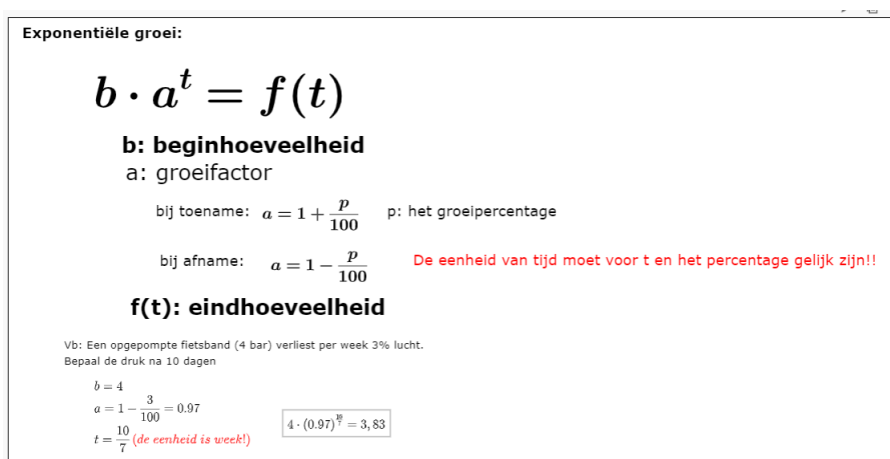 Exponentiële groei:
b · a^t = f(t)
b: beginhoeveelheid
a: groeifactor
bij toename: a = 1 + p/100 p: het groeipercentage
bij afname: a = 1 − p/100 De eenheid van tijd moet voor t en het percentage gelijk zijn!!
f(t): eindhoeveelheid
Vb: Een opgepompte fietsband (4 bar) verliest per week 3% lucht.
Bepaal de druk na 10 dagen
b = 4
a = 1 − 3/100 = 0.97
t = 10/7 (de eenheid is week!)
4 · (0.97)^(10/7) = 3,83